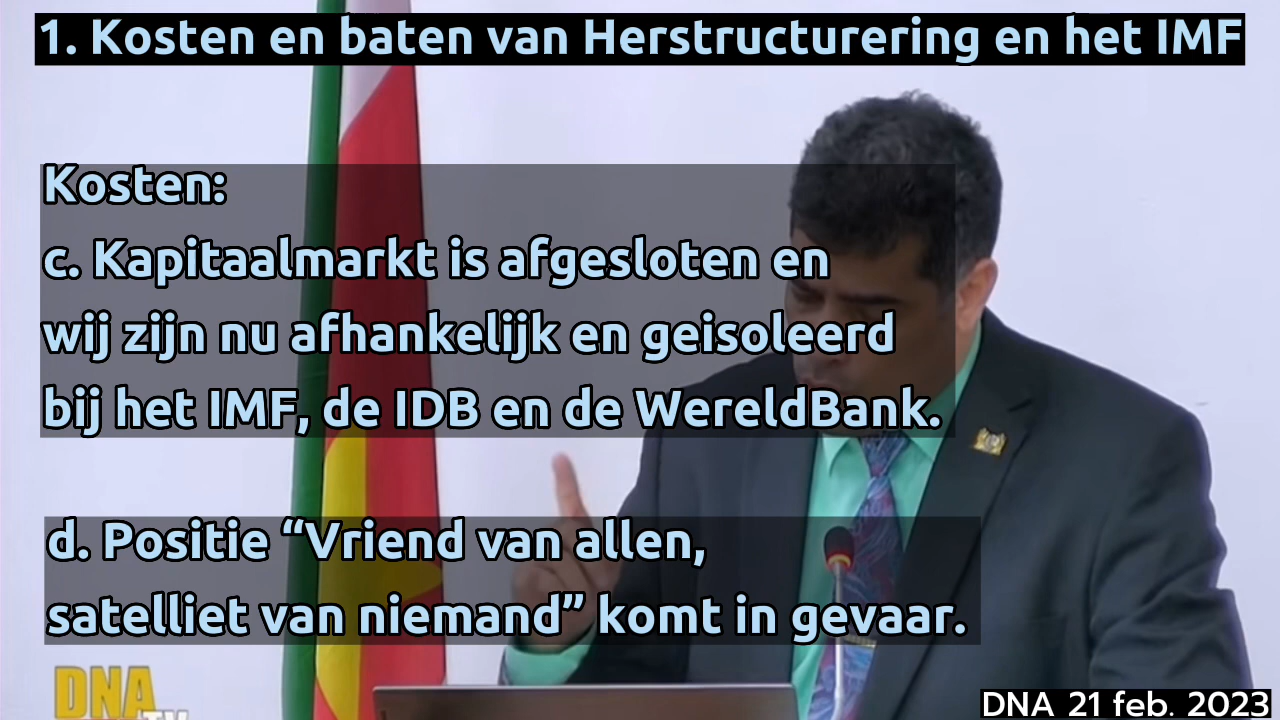 1. Kosten en baten van Herstructurering en het IMF
Kosten:
c. Kapitaalmarkt is afgesloten en
wij zijn nu afhankelijk en geisoleerd
bij het IMF, de IDB en de WereldBank.
d. Positie “Vriend van allen,
satelliet van niemand” komt in gevaar.
DNA
TV
DNA 21 feb. 2023